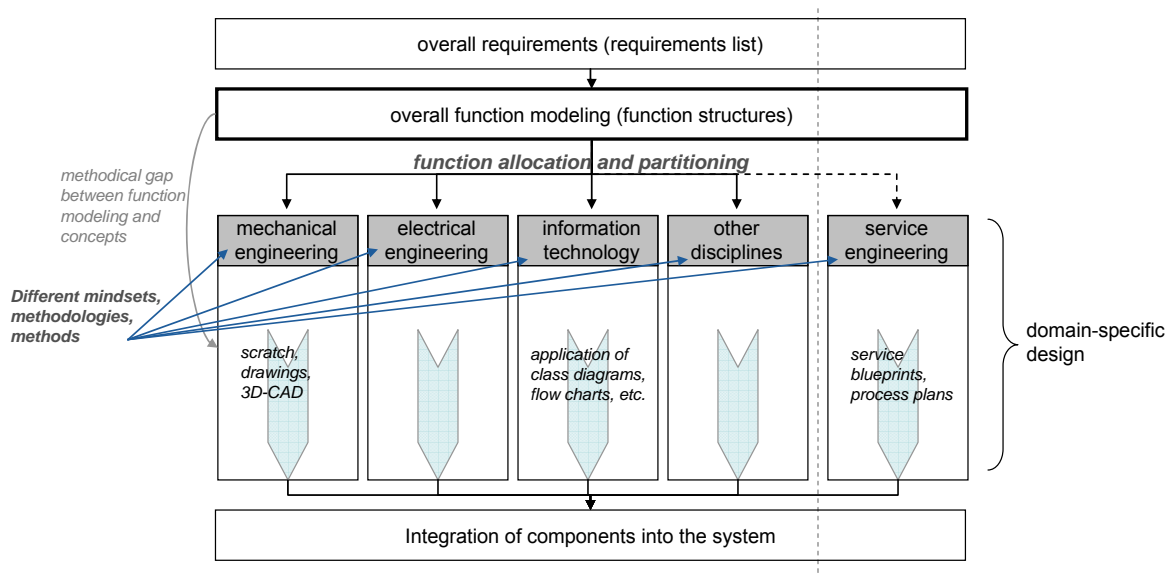 overall requirements (requirements list)
overall function modeling (function structures)
function allocation and partitioning
methodical gap
between function
modeling and
concepts
mechanical
engineering
electrical
engineering
information
technology
other
disciplines
service
engineering
Different mindsets,
methodologies,
methods
scratch,
drawings,
3D-CAD
application of
class diagrams,
flow charts, etc.
service
blueprints,
process plans
domain-specific
design
Integration of components into the system